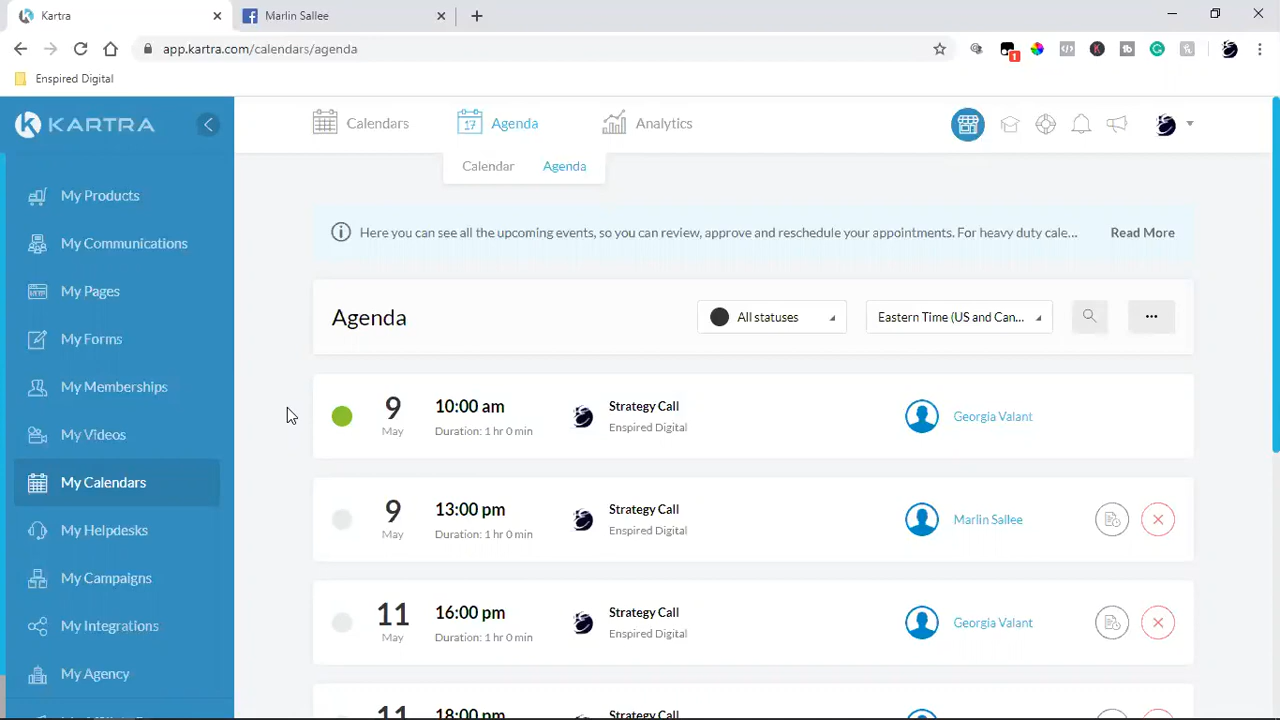 Kartra
Marlin Sallee
app.kartra.com/calendars/agenda
1
Enspired Digital
KARTRA
Calendars
17
Agenda
Analytics
Calendar
Agenda
My Products
My Communications
My Pages
My Forms
My Memberships
My Videos
My Calendars
My Helpdesks
My Campaigns
My Integrations
My Agency
Here you can see all the upcoming events, so you can review, approve and reschedule your appointments. For heavy duty cale...
Read More
Agenda
All statuses
Eastern Time (US and Can...
9
May
10:00 am
Duration: 1 hr 0 min
Strategy Call
Enspired Digital
Georgia Valant
9
May
13:00 pm
Duration: 1 hr 0 min
Strategy Call
Enspired Digital
Marlin Sallee
11
May
16:00 pm
Duration: 1 hr 0 min
Strategy Call
Enspired Digital
Georgia Valant
11
18:00 pm
Strategy Call